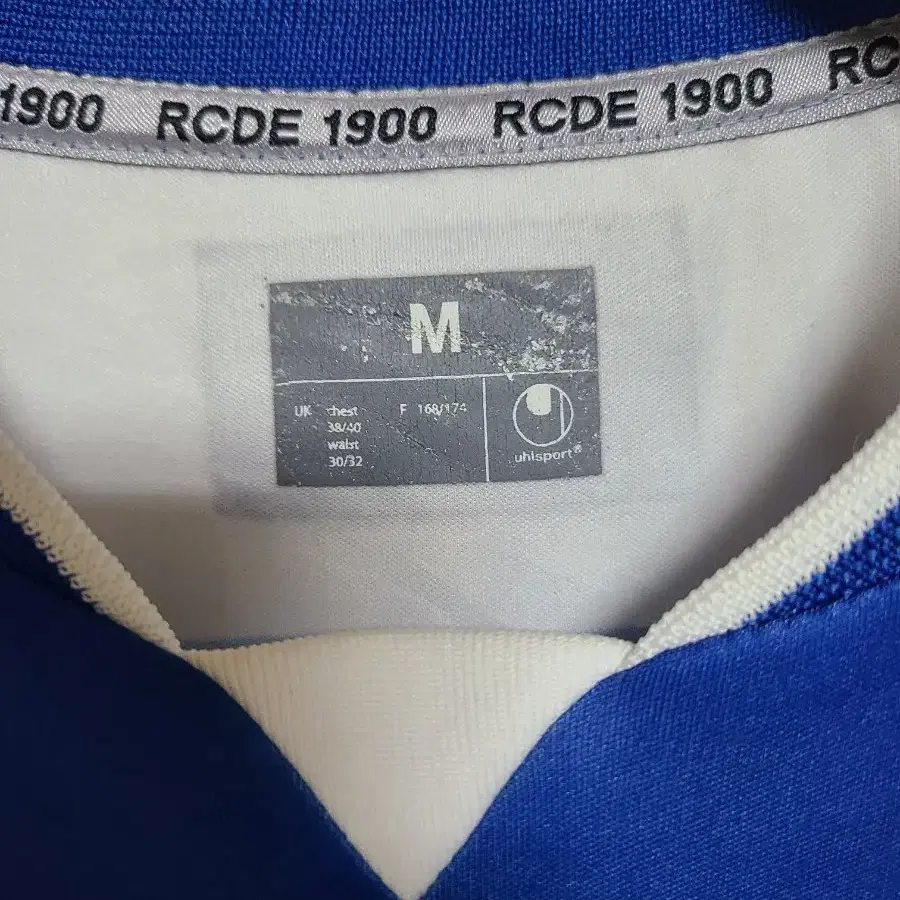 1900 RCDE 1900 RCDE 1900 RC
M
UK chest F 168/174
38/40
waist
30/32
uhlsport®